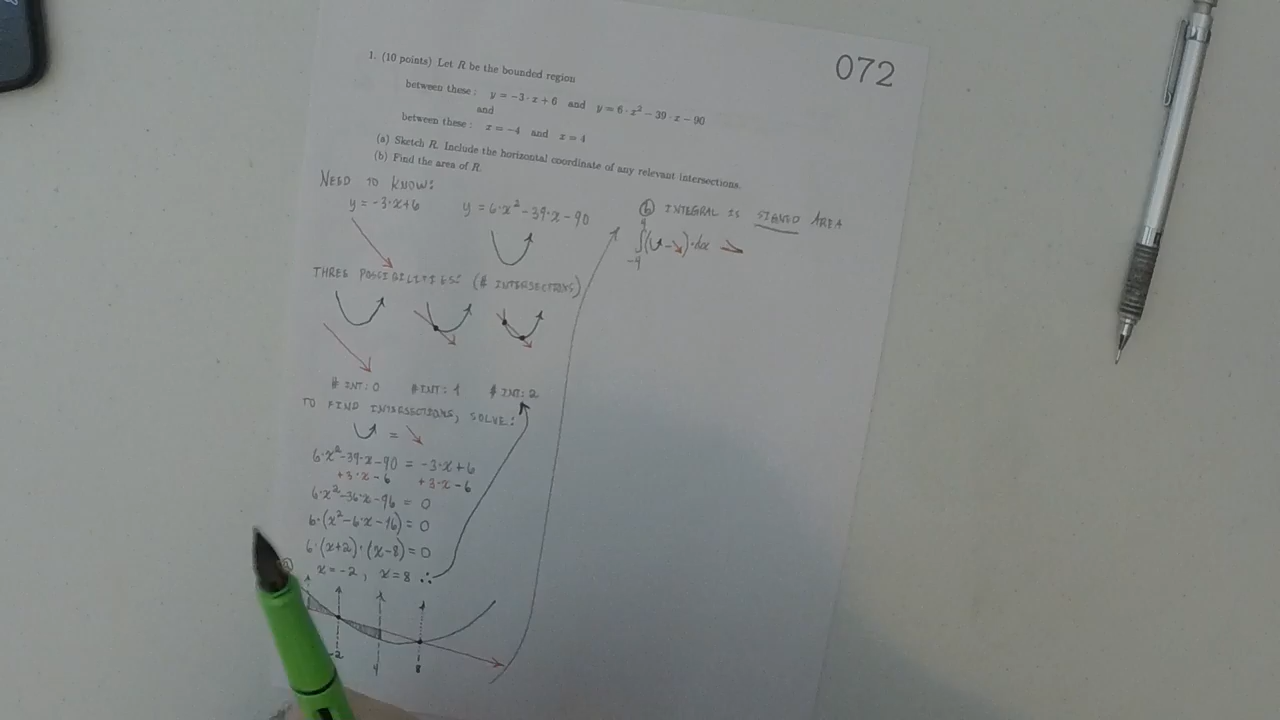 072
1. (10 points) Let R be the bounded region
between these: y = −3 · x + 6 and y = 6 · x² − 39 · x − 90
and
between these: x = −4 and x = 4
(a) Sketch R. Include the horizontal coordinate of any relevant intersections.
(b) Find the area of R.
NEED TO KNOW:
y = -3·x+6 y = 6·x²-39·x-90
THREE POSSIBILITIES: (# INTERSECTIONS)
# INT: 0 # INT: 1 # INT: 2
TO FIND INTERSECTIONS, SOLVE:
=
6·x²-39·x-90 = -3·x+6
+3·x-6 +3·x-6
6·x²-36·x-96 = 0
6·(x²-6·x-16) = 0
6·(x+2)·(x-8) = 0
x=-2, x=8 ∴
-2 4 8
(b) INTEGRAL IS SIGNED AREA
4
∫( - )·dx
-4